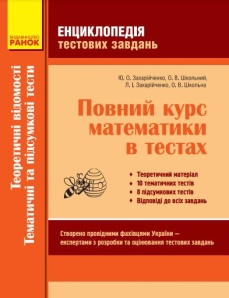 ВИДАВНИЦТВО
РАНОК
ЕНЦИКЛОПЕДІЯ
тестових завдань
Теоретичні відомості
Тематичні та підсумкові тести
Ю. О. Захарійченко, О. В. Школьний,
Л. І. Захарійченко, О. В. Школьна
Повний курс
математики
в тестах
• Теоретичний матеріал
• 10 тематичних тестів
• 8 підсумкових тестів
• Відповіді до всіх завдань
Створено провідними фахівцями України —
експертами з розробки та оцінювання тестових завдань